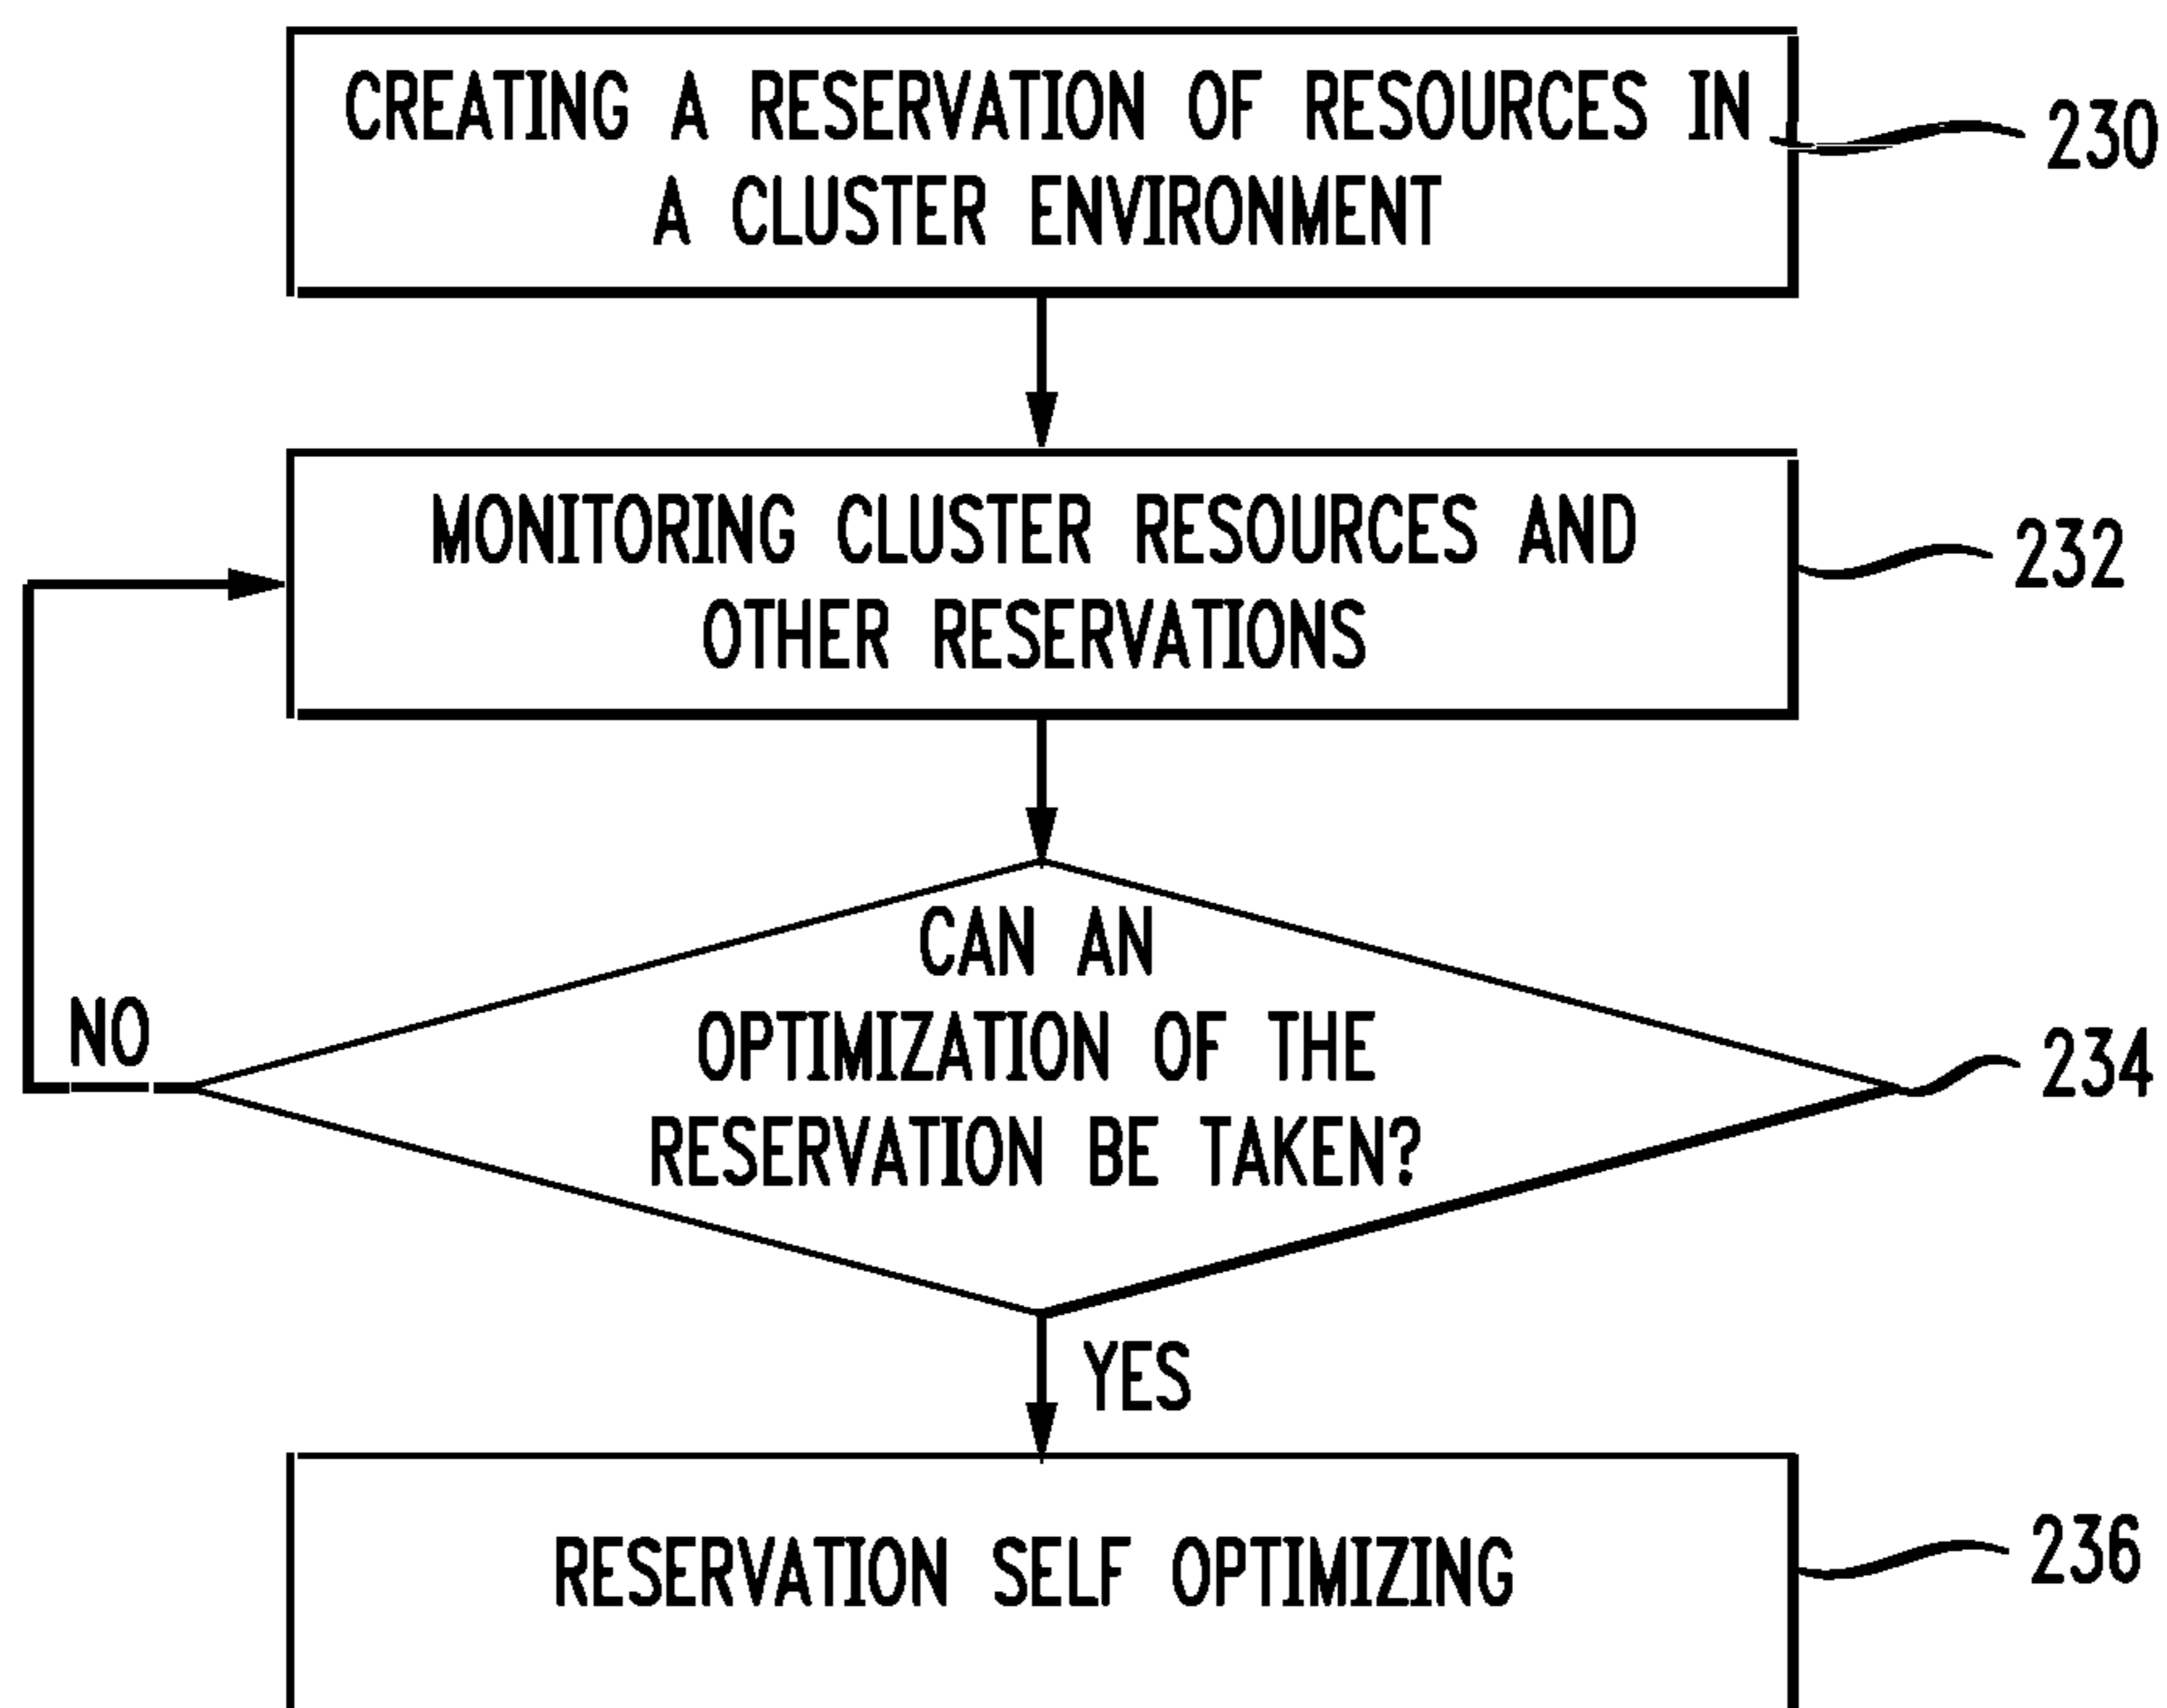 CREATING A RESERVATION OF RESOURCES IN
A CLUSTER ENVIRONMENT
230
MONITORING CLUSTER RESOURCES AND
OTHER RESERVATIONS
232
CAN AN
OPTIMIZATION OF THE
RESERVATION BE TAKEN?
234
NO
YES
RESERVATION SELF OPTIMIZING
236